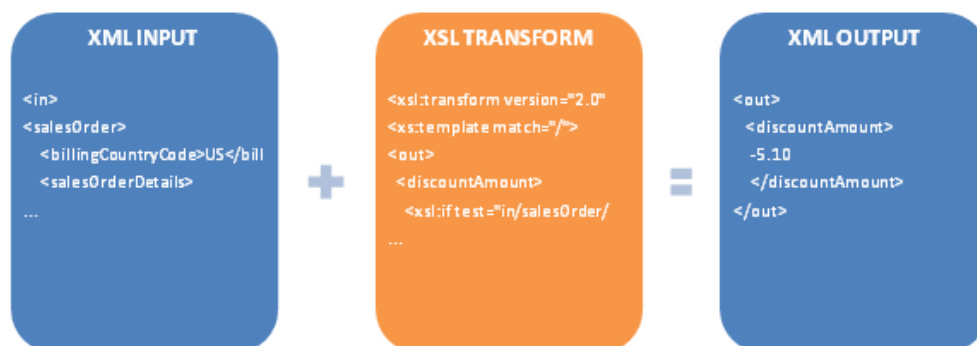 XML INPUT
<in>
<salesOrder>
<billingCountryCode>US</bill
<salesOrderDetails>
...
+
XSL TRANSFORM
<xsl:transform version="2.0"
<xs:template match="/">
<out>
<discountAmount>
<xsl:if test="in/salesOrder/
...
=
XML OUTPUT
<out>
<discountAmount>
-5.10
</discountAmount>
</out>